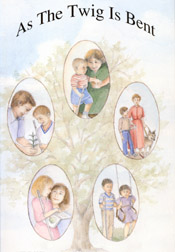 As The Twig Is Bent